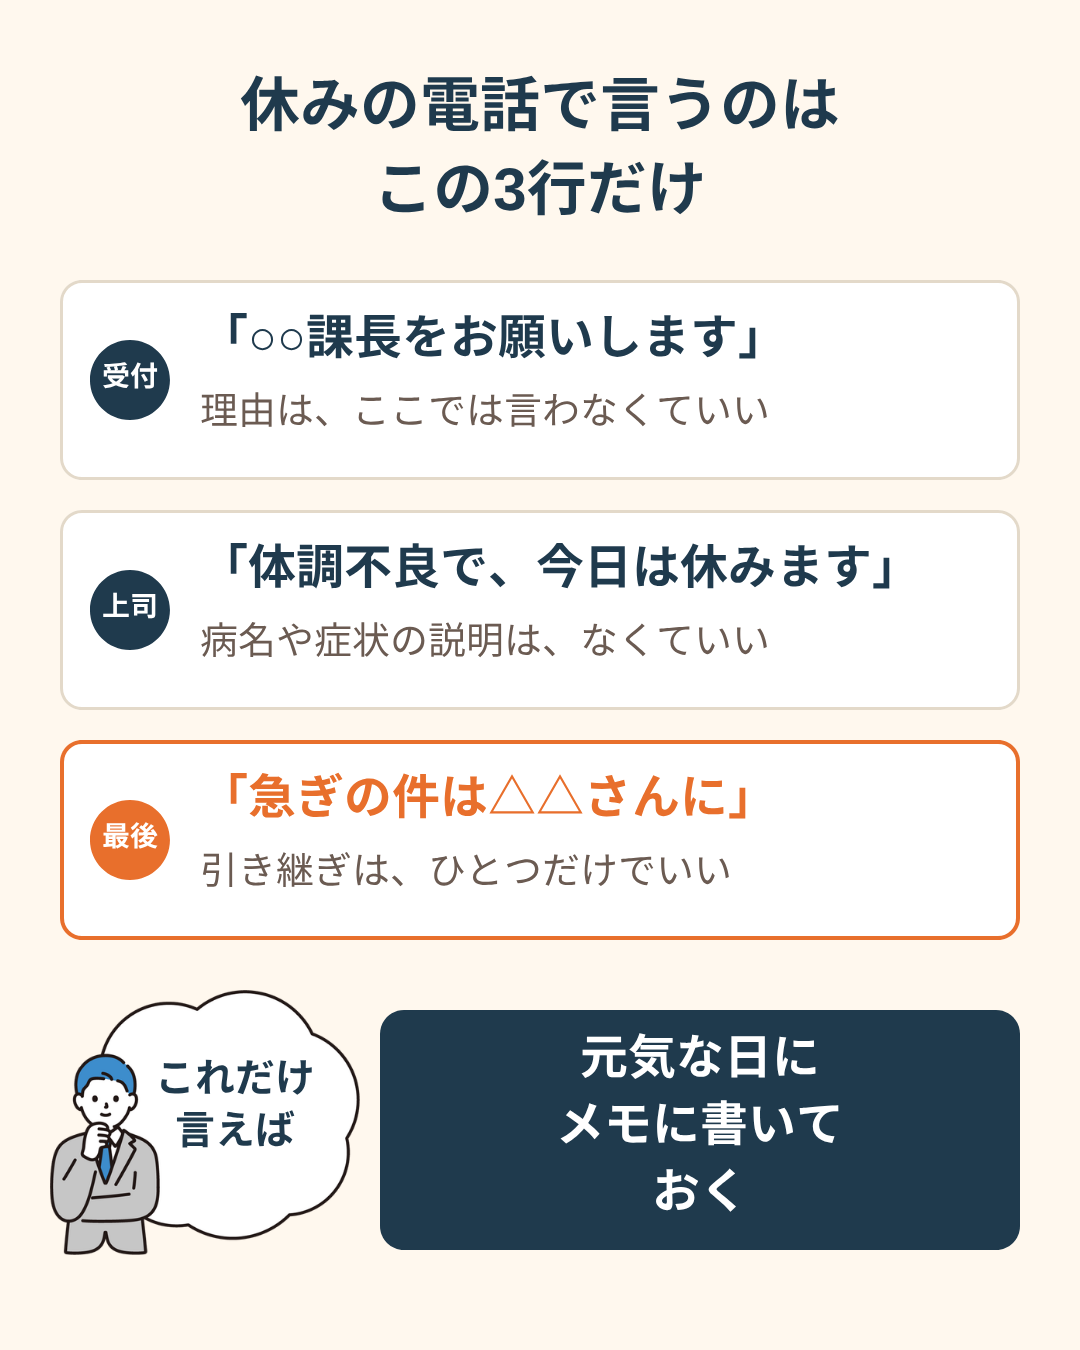 休みの電話で言うのは
この3行だけ
受付
「○○課長をお願いします」
理由は、ここでは言わなくていい
上司
「体調不良で、今日は休みます」
病名や症状の説明は、なくていい
最後
「急ぎの件は△△さんに」
引き継ぎは、ひとつだけでいい
これだけ
言えば
元気な日に
メモに書いて
おく